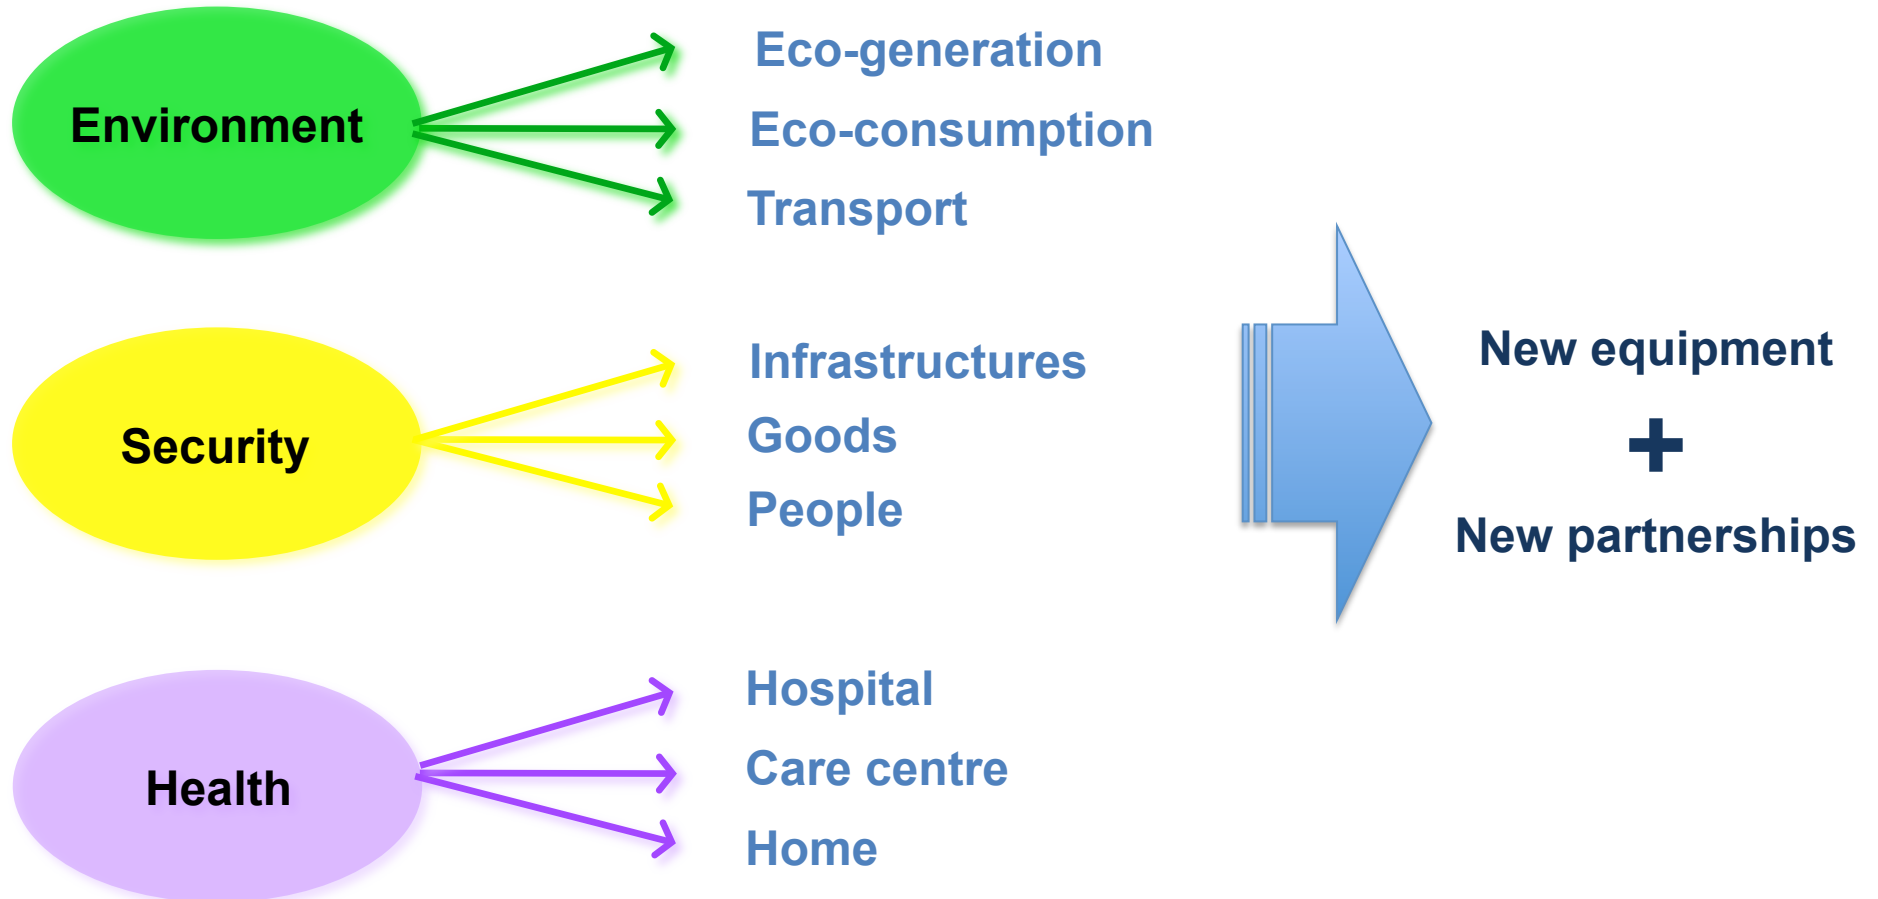 Environment
Eco-generation
Eco-consumption
Transport
Security
Infrastructures
Goods
People
Health
Hospital
Care centre
Home
New equipment
+
New partnerships